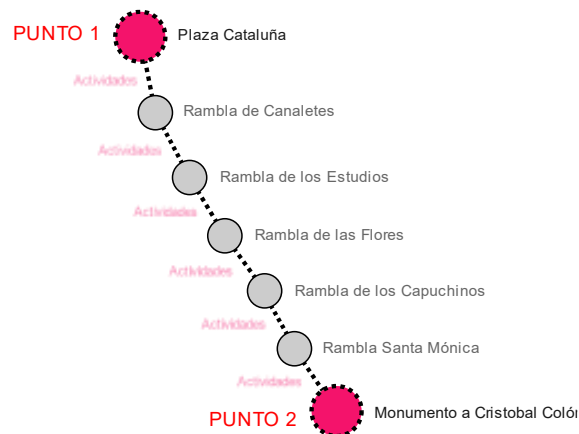 PUNTO 1
Plaza Cataluña
Actividades
Rambla de Canaletes
Actividades
Rambla de los Estudios
Actividades
Rambla de las Flores
Actividades
Rambla de los Capuchinos
Actividades
Rambla Santa Mónica
Actividades
PUNTO 2
Monumento a Cristobal Colón